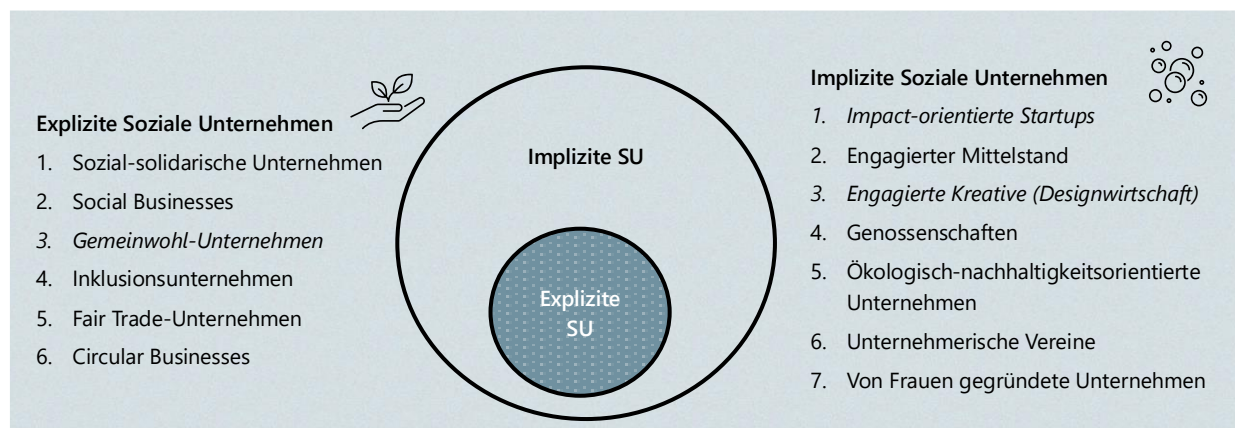 Explizite Soziale Unternehmen
1. Sozial-solidarische Unternehmen
2. Social Businesses
3. Gemeinwohl-Unternehmen
4. Inklusionsunternehmen
5. Fair Trade-Unternehmen
6. Circular Businesses
Implizite SU
Explizite
SU
Implizite Soziale Unternehmen
1. Impact-orientierte Startups
2. Engagierter Mittelstand
3. Engagierte Kreative (Designwirtschaft)
4. Genossenschaften
5. Ökologisch-nachhaltigkeitsorientierte
Unternehmen
6. Unternehmerische Vereine
7. Von Frauen gegründete Unternehmen